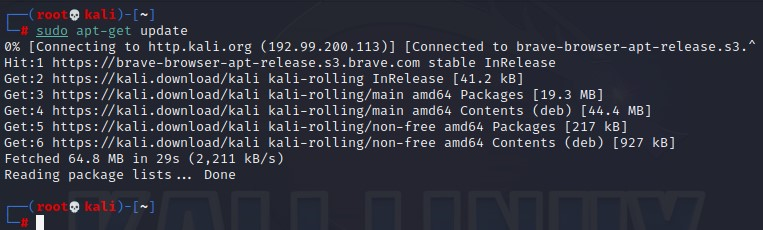 ┌──(root💀kali)-[~]
└─# sudo apt-get update
0% [Connecting to http.kali.org (192.99.200.113)] [Connected to brave-browser-apt-release.s3.^
Hit:1 https://brave-browser-apt-release.s3.brave.com stable InRelease
Get:2 https://kali.download/kali kali-rolling InRelease [41.2 kB]
Get:3 https://kali.download/kali kali-rolling/main amd64 Packages [19.3 MB]
Get:4 https://kali.download/kali kali-rolling/main amd64 Contents (deb) [44.4 MB]
Get:5 https://kali.download/kali kali-rolling/non-free amd64 Packages [217 kB]
Get:6 https://kali.download/kali kali-rolling/non-free amd64 Contents (deb) [927 kB]
Fetched 64.8 MB in 29s (2,211 kB/s)
Reading package lists... Done
┌──(root💀kali)-[~]
└─#
KALI LINUX